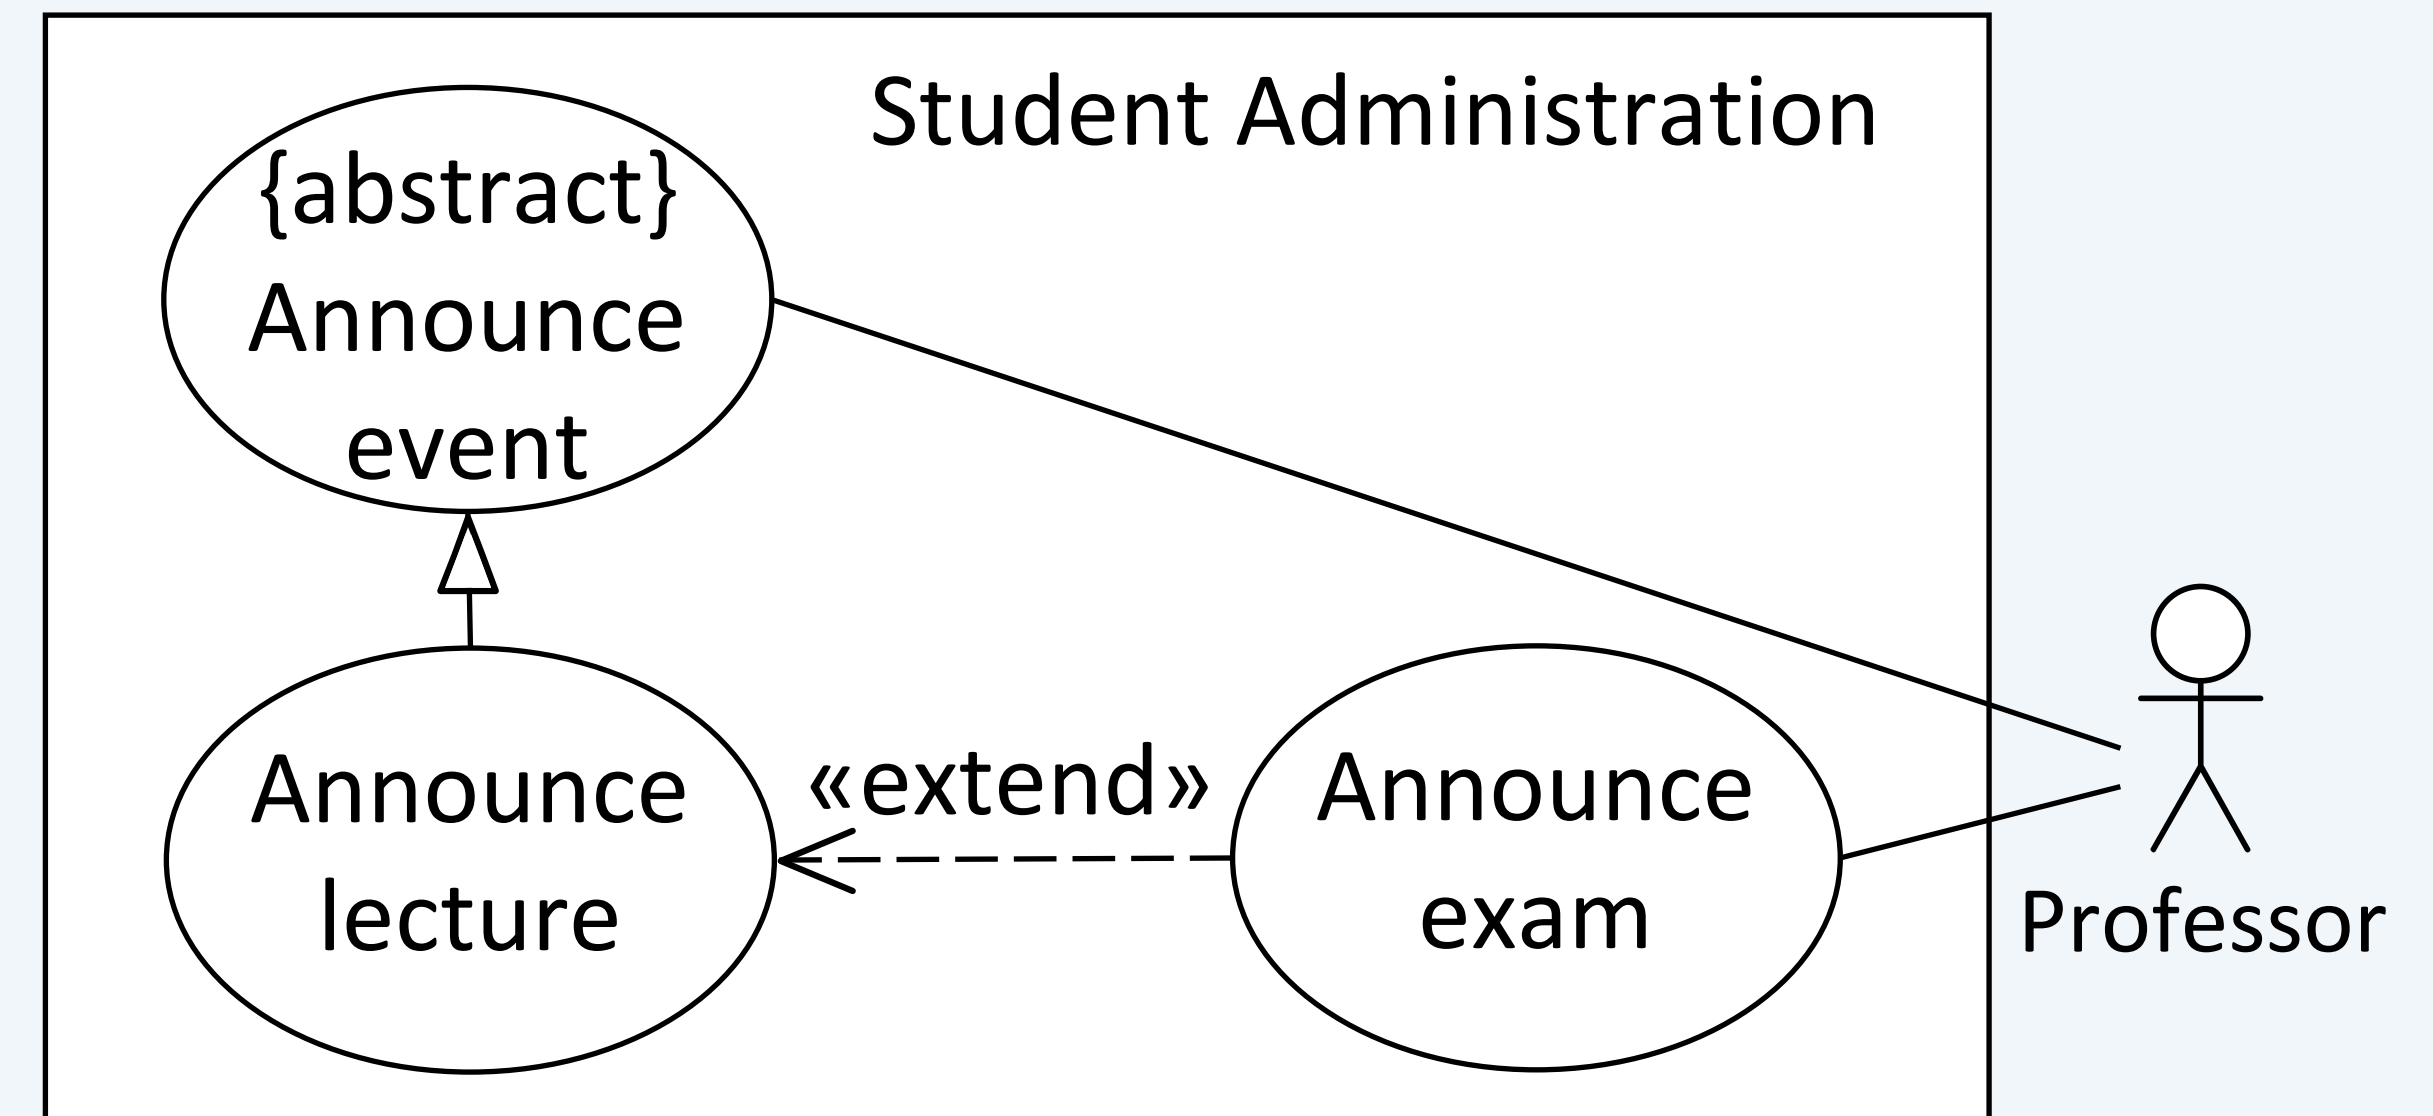 Student Administration
{abstract}
Announce
event
Announce
lecture
«extend»
Announce
exam
Professor